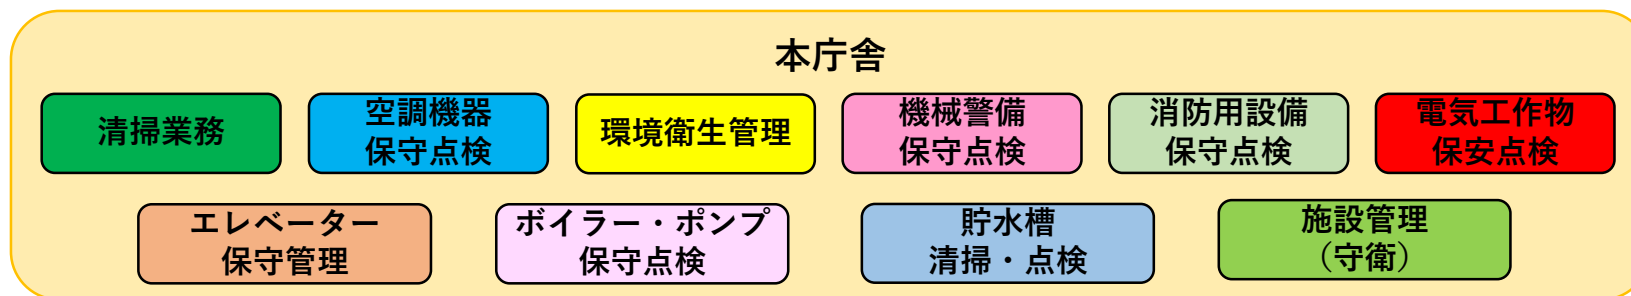 本庁舎
清掃業務
空調機器
保守点検
環境衛生管理
機械警備
保守点検
消防用設備
保守点検
電気工作物
保安点検
エレベーター
保守管理
ボイラー・ポンプ
保守点検
貯水槽
清掃・点検
施設管理
（守衛）